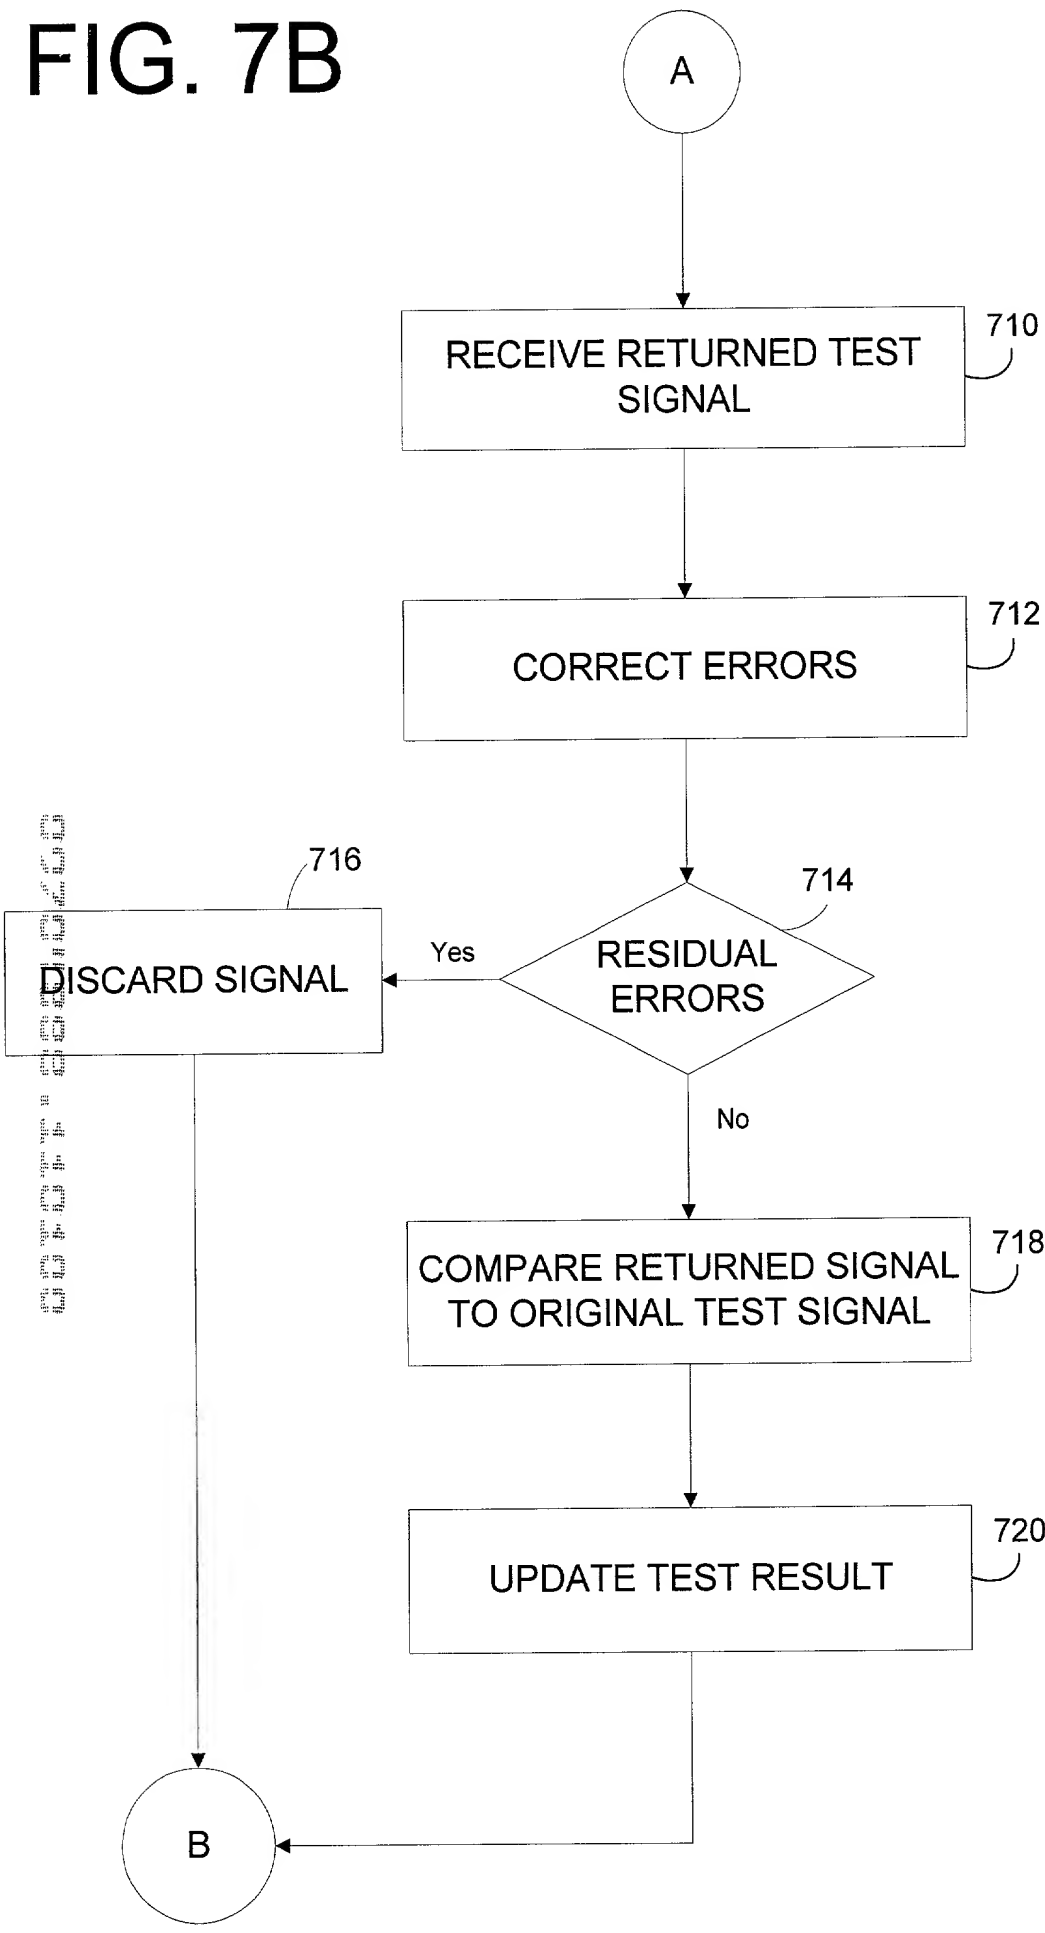 FIG. 7B
A
RECEIVE RETURNED TEST
SIGNAL
710
CORRECT ERRORS
712
716
714
DISCARD SIGNAL
Yes
RESIDUAL
ERRORS
No
COMPARE RETURNED SIGNAL
TO ORIGINAL TEST SIGNAL
718
UPDATE TEST RESULT
720
B